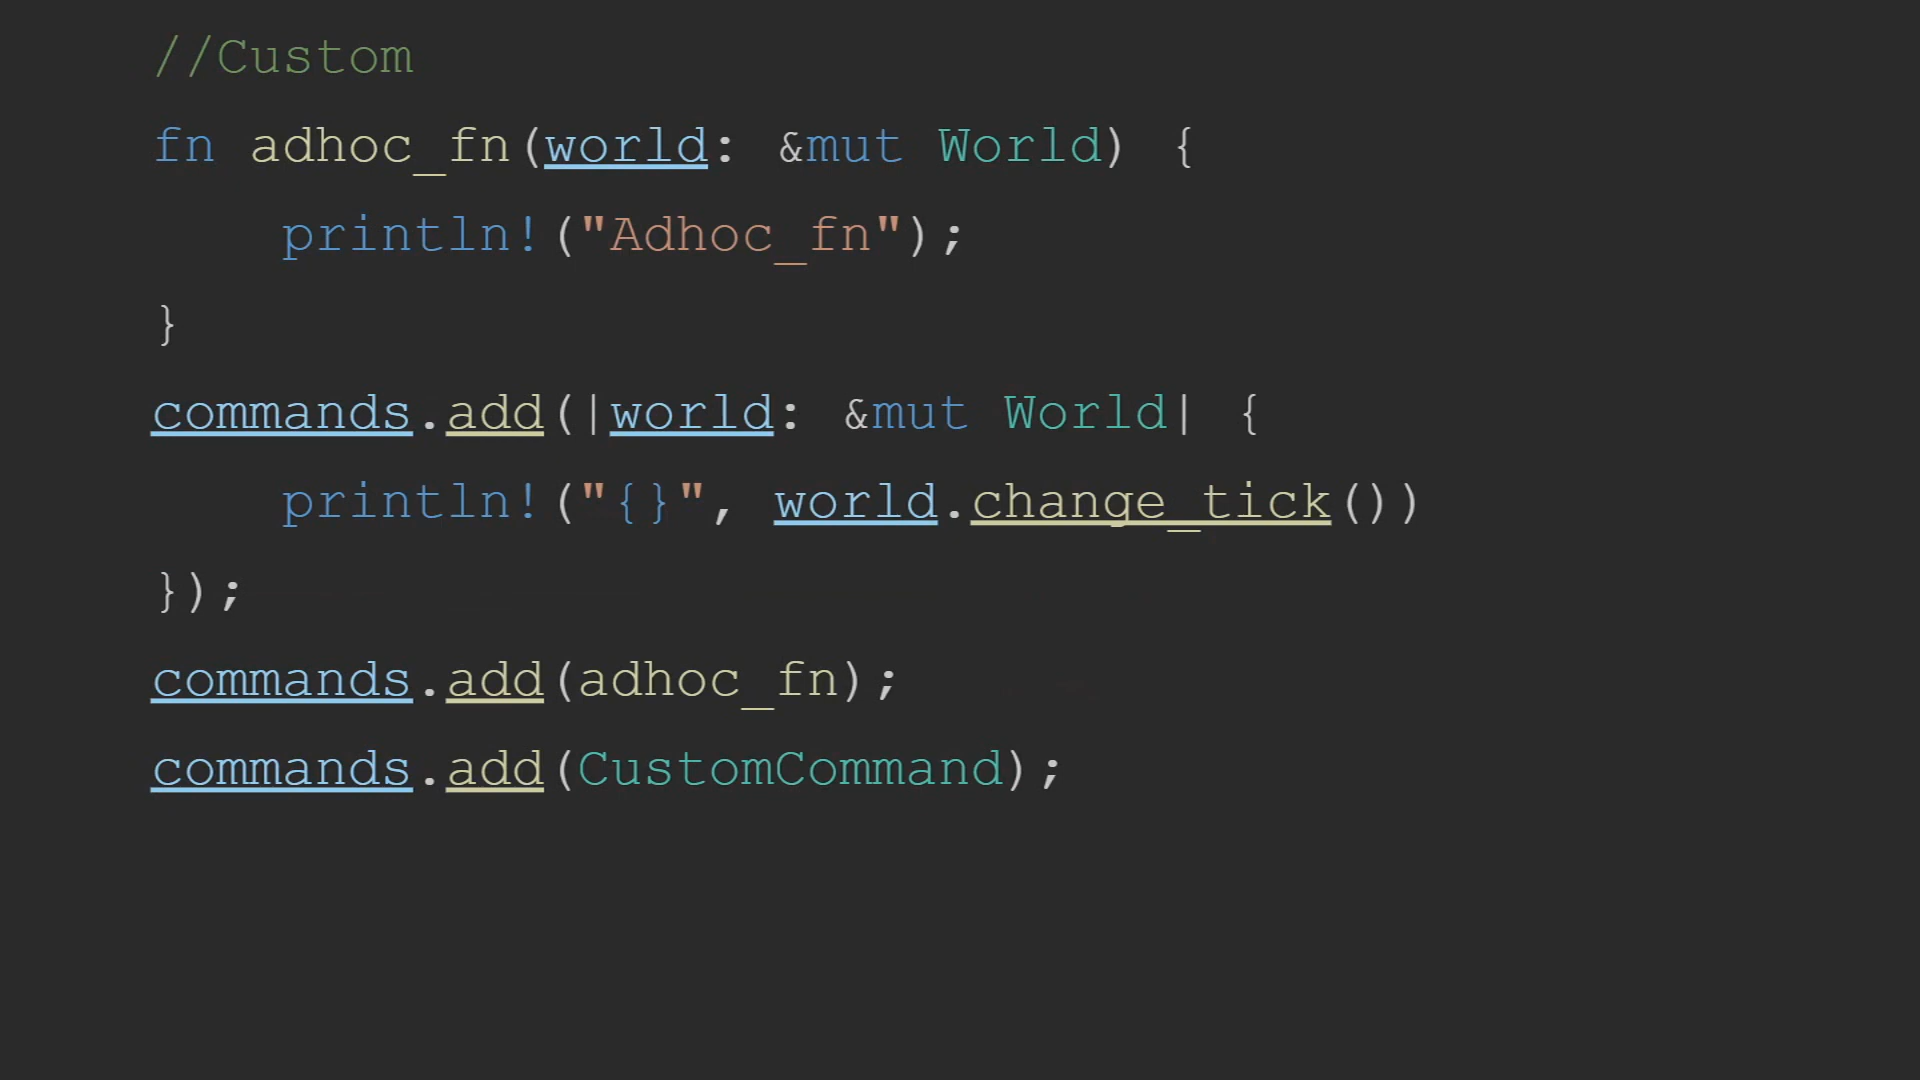 //Custom
fn adhoc_fn(world: &mut World) {
    println!("Adhoc_fn");
}
commands.add(|world: &mut World| {
    println!("{}", world.change_tick())
});
commands.add(adhoc_fn);
commands.add(CustomCommand);